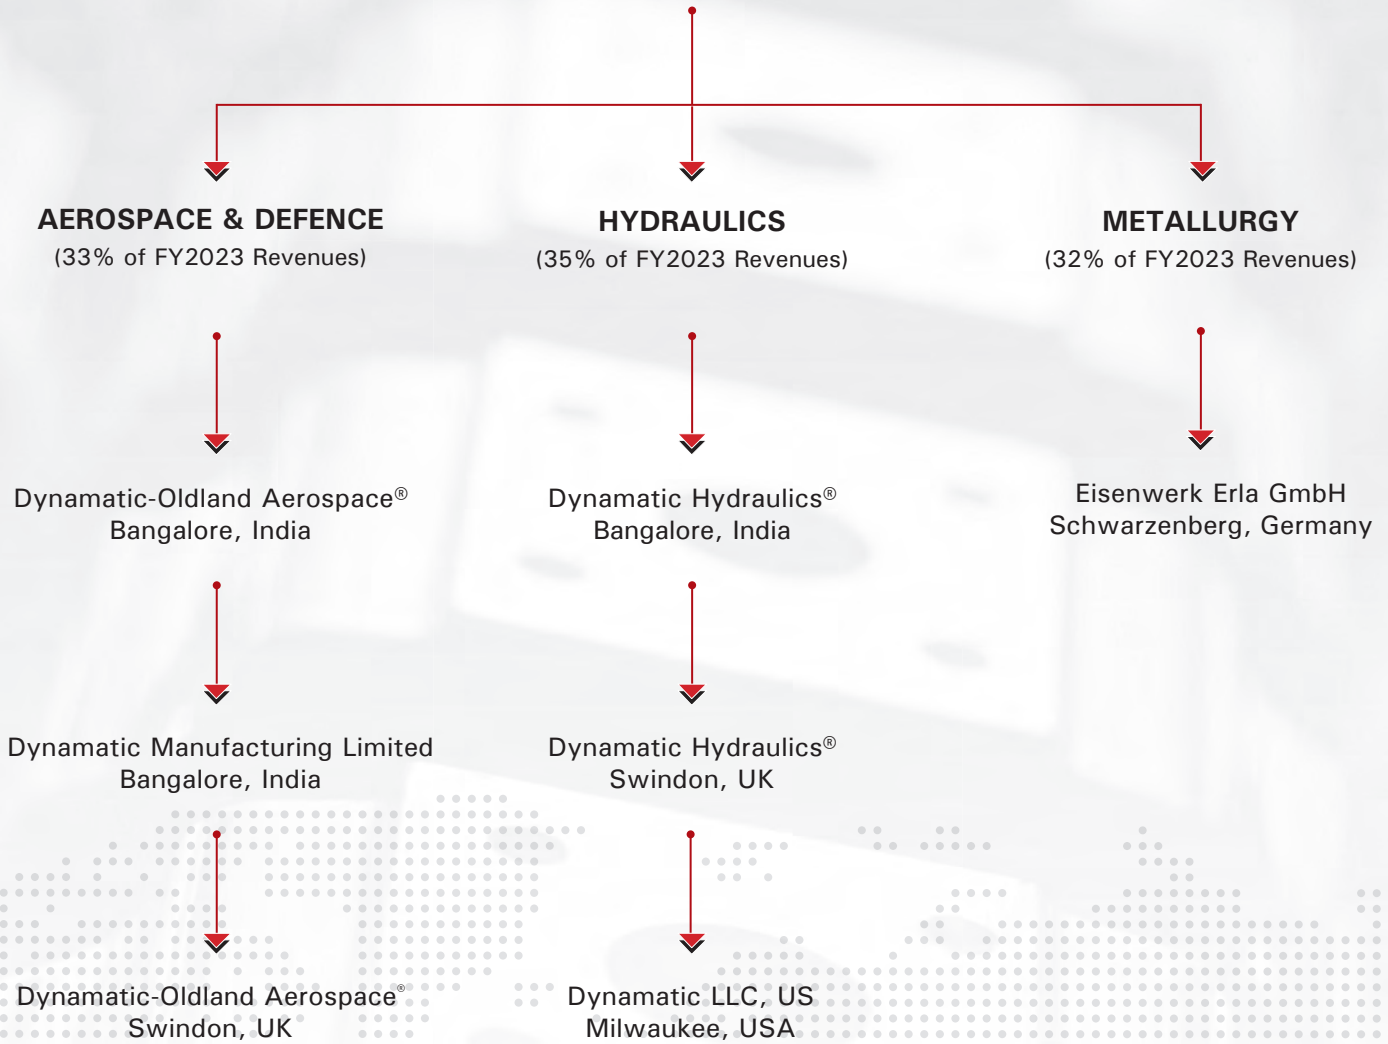 AEROSPACE & DEFENCE
(33% of FY2023 Revenues)
Dynamatic-Oldland Aerospace®
Bangalore, India
Dynamatic Manufacturing Limited
Bangalore, India
Dynamatic-Oldland Aerospace®
Swindon, UK
HYDRAULICS
(35% of FY2023 Revenues)
Dynamatic Hydraulics®
Bangalore, India
Dynamatic Hydraulics®
Swindon, UK
Dynamatic LLC, US
Milwaukee, USA
METALLURGY
(32% of FY2023 Revenues)
Eisenwerk Erla GmbH
Schwarzenberg, Germany